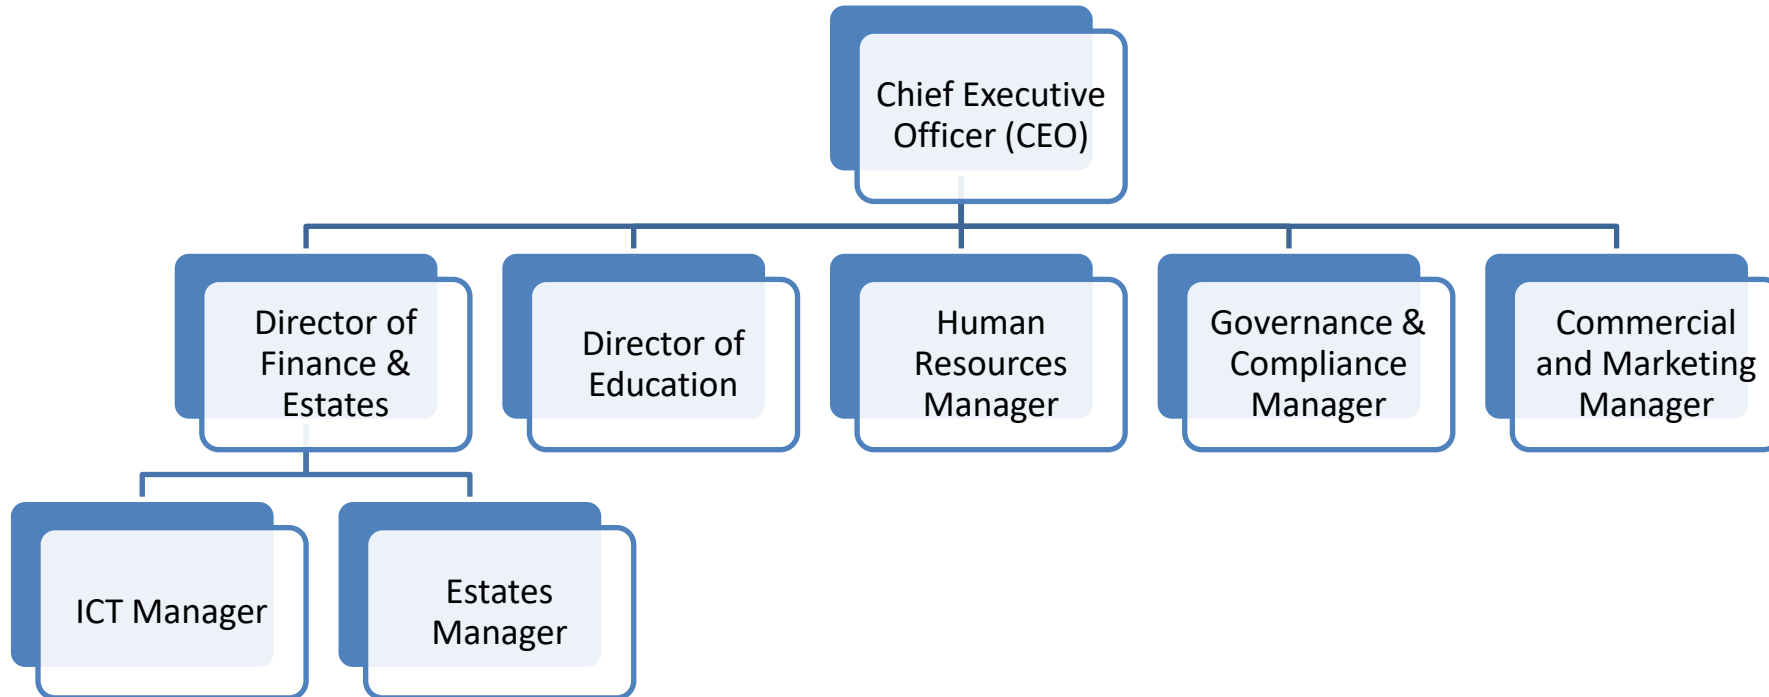 Chief Executive
Officer (CEO)
Director of
Finance &
Estates
Director of
Education
Human
Resources
Manager
Governance &
Compliance
Manager
Commercial
and Marketing
Manager
ICT Manager
Estates
Manager